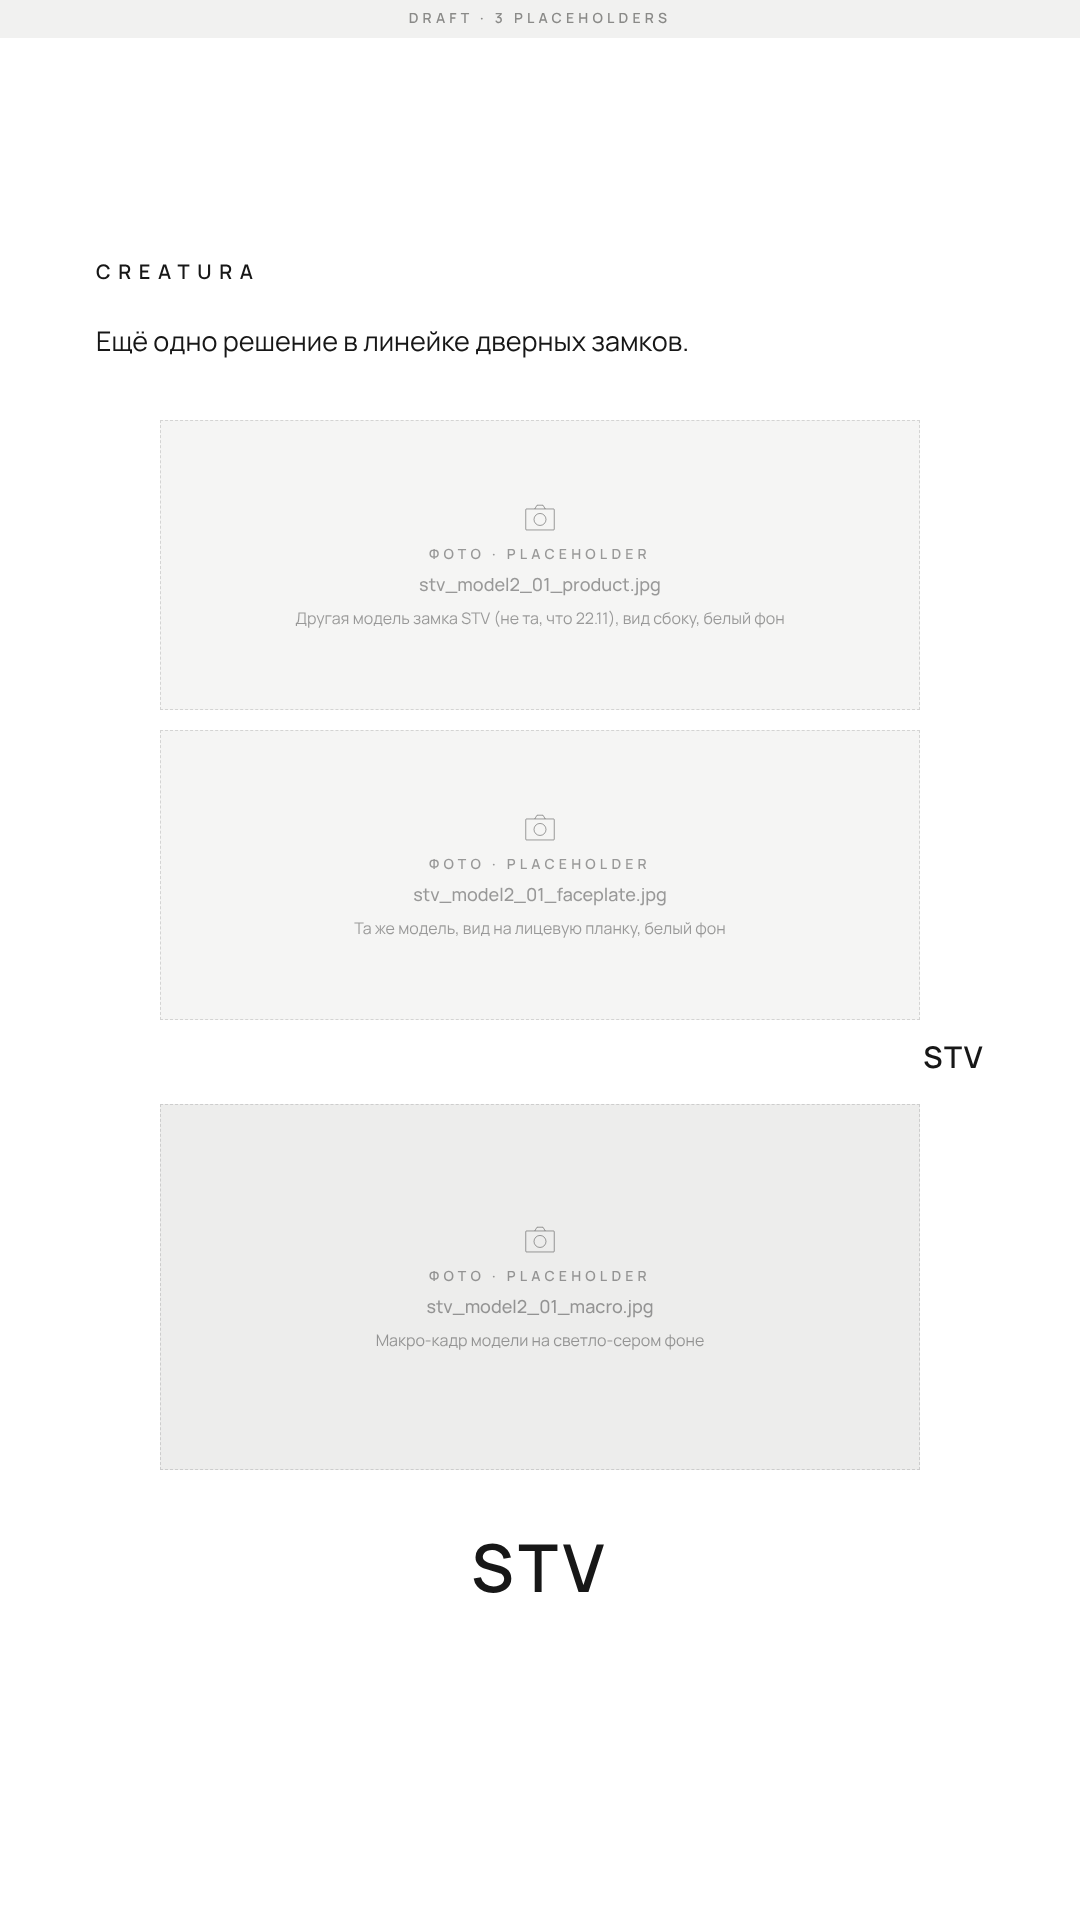 DRAFT · 3 PLACEHOLDERS
CREATURA
Ещё одно решение в линейке дверных замков.
ФОТО · PLACEHOLDER
stv_model2_01_product.jpg
Другая модель замка STV (не та, что 22.11), вид сбоку, белый фон
ФОТО · PLACEHOLDER
stv_model2_01_faceplate.jpg
Та же модель, вид на лицевую планку, белый фон
STV
ФОТО · PLACEHOLDER
stv_model2_01_macro.jpg
Макро-кадр модели на светло-сером фоне
STV